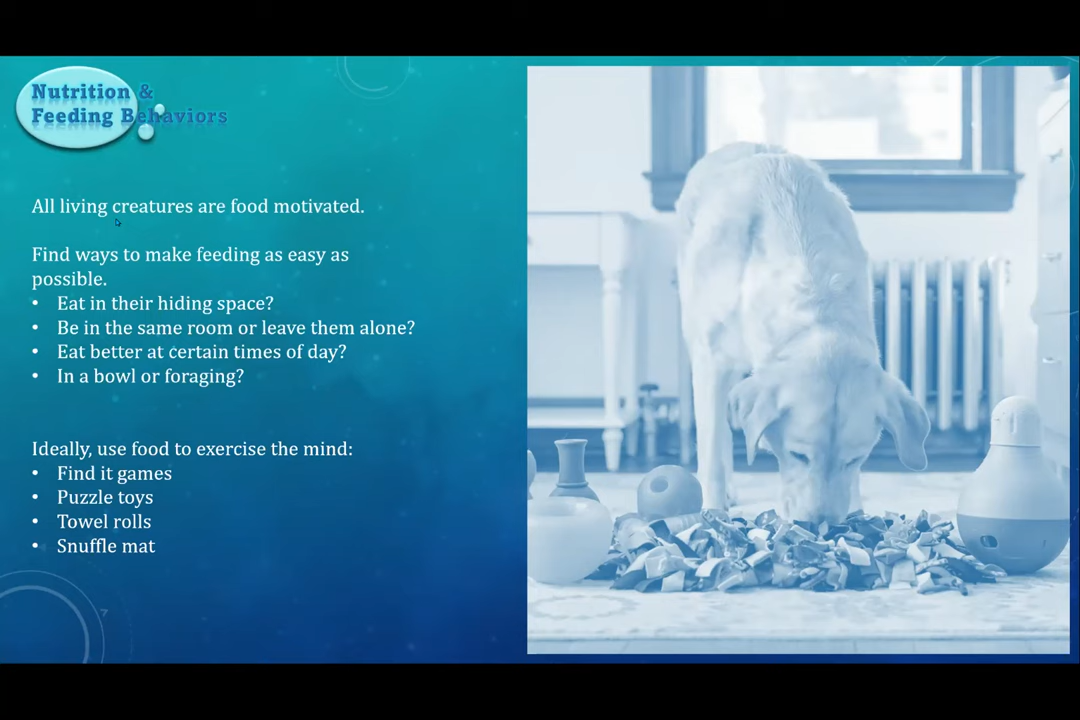 Nutrition &
Feeding Behaviors
All living creatures are food motivated.
Find ways to make feeding as easy as
possible.
• Eat in their hiding space?
• Be in the same room or leave them alone?
• Eat better at certain times of day?
• In a bowl or foraging?
Ideally, use food to exercise the mind:
• Find it games
• Puzzle toys
• Towel rolls
• Snuffle mat